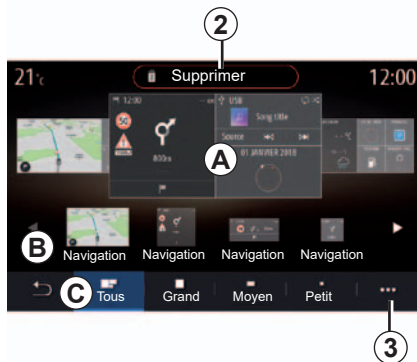 2
21°c
Supprimer
12:00
12:00
USB
Song title
Source
50
800m
A
01 JANVIER 2018
B
Navigation
Navigation
Navigation
Navigation
C
Tous
Grand
Moyen
Petit
3